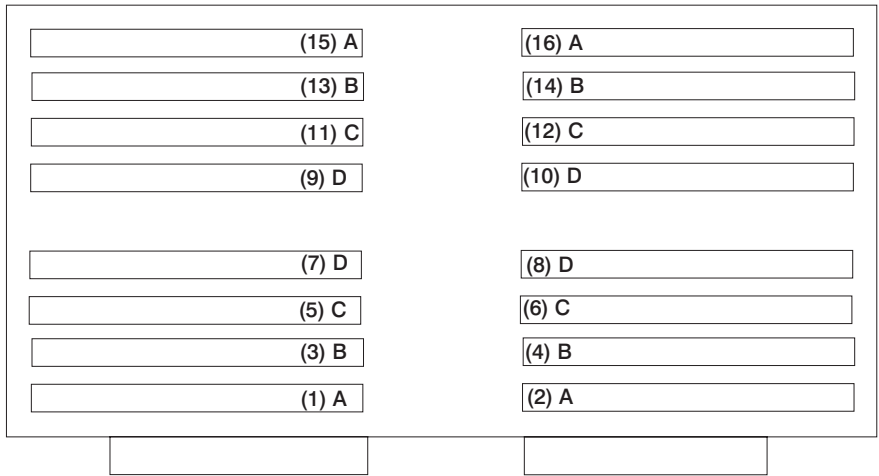 (15) A (16) A
(13) B (14) B
(11) C (12) C
(9) D (10) D
(7) D (8) D
(5) C (6) C
(3) B (4) B
(1) A (2) A